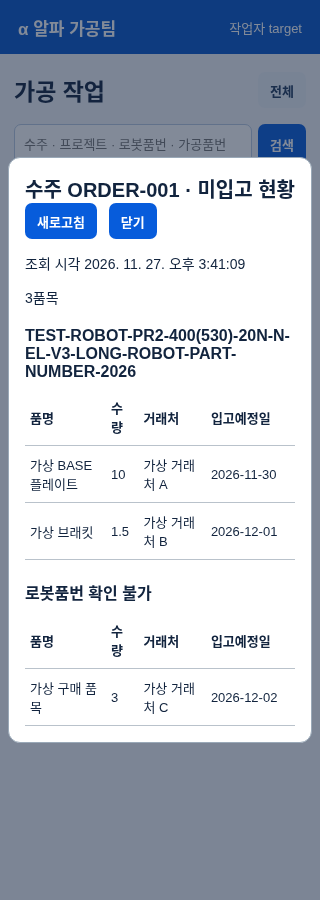 α 알파 가공팀 작업자 target
가공 작업 전체
수주 · 프로젝트 · 로봇품번 · 가공품번 검색
수주 ORDER-001 · 미입고 현황
새로고침 닫기
조회 시각 2026. 11. 27. 오후 3:41:09
3품목
TEST-ROBOT-PR2-400(530)-20N-N-
EL-V3-LONG-ROBOT-PART-
NUMBER-2026
품명 수량 거래처 입고예정일
가상 BASE 플레이트 10 가상 거래처 A 2026-11-30
가상 브래킷 1.5 가상 거래처 B 2026-12-01
로봇품번 확인 불가
품명 수량 거래처 입고예정일
가상 구매 품목 3 가상 거래처 C 2026-12-02